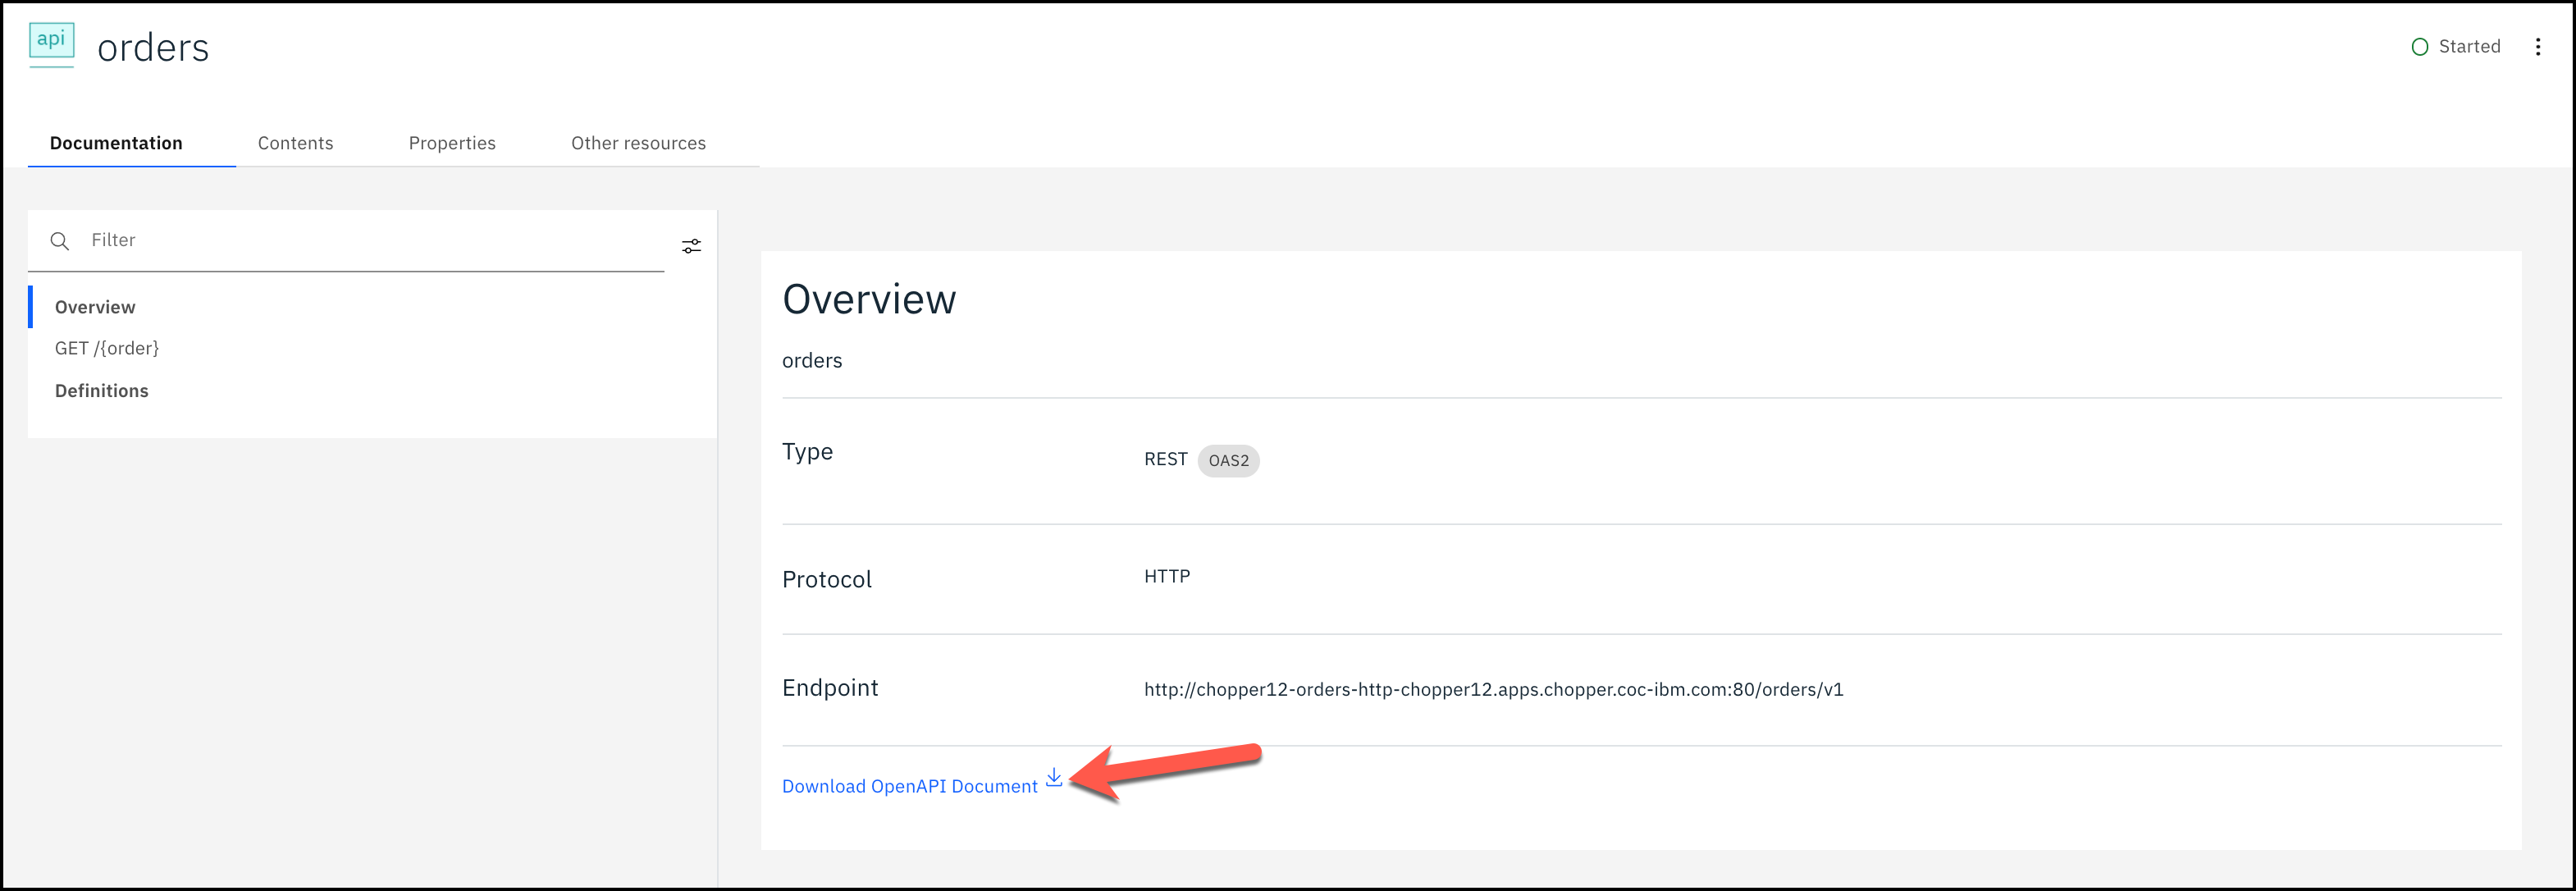 api
orders
Started
Documentation Contents Properties Other resources
Filter
Overview
GET /{order}
Definitions
Overview
orders
Type REST OAS2
Protocol HTTP
Endpoint http://chopper12-orders-http-chopper12.apps.chopper.coc-ibm.com:80/orders/v1
Download OpenAPI Document